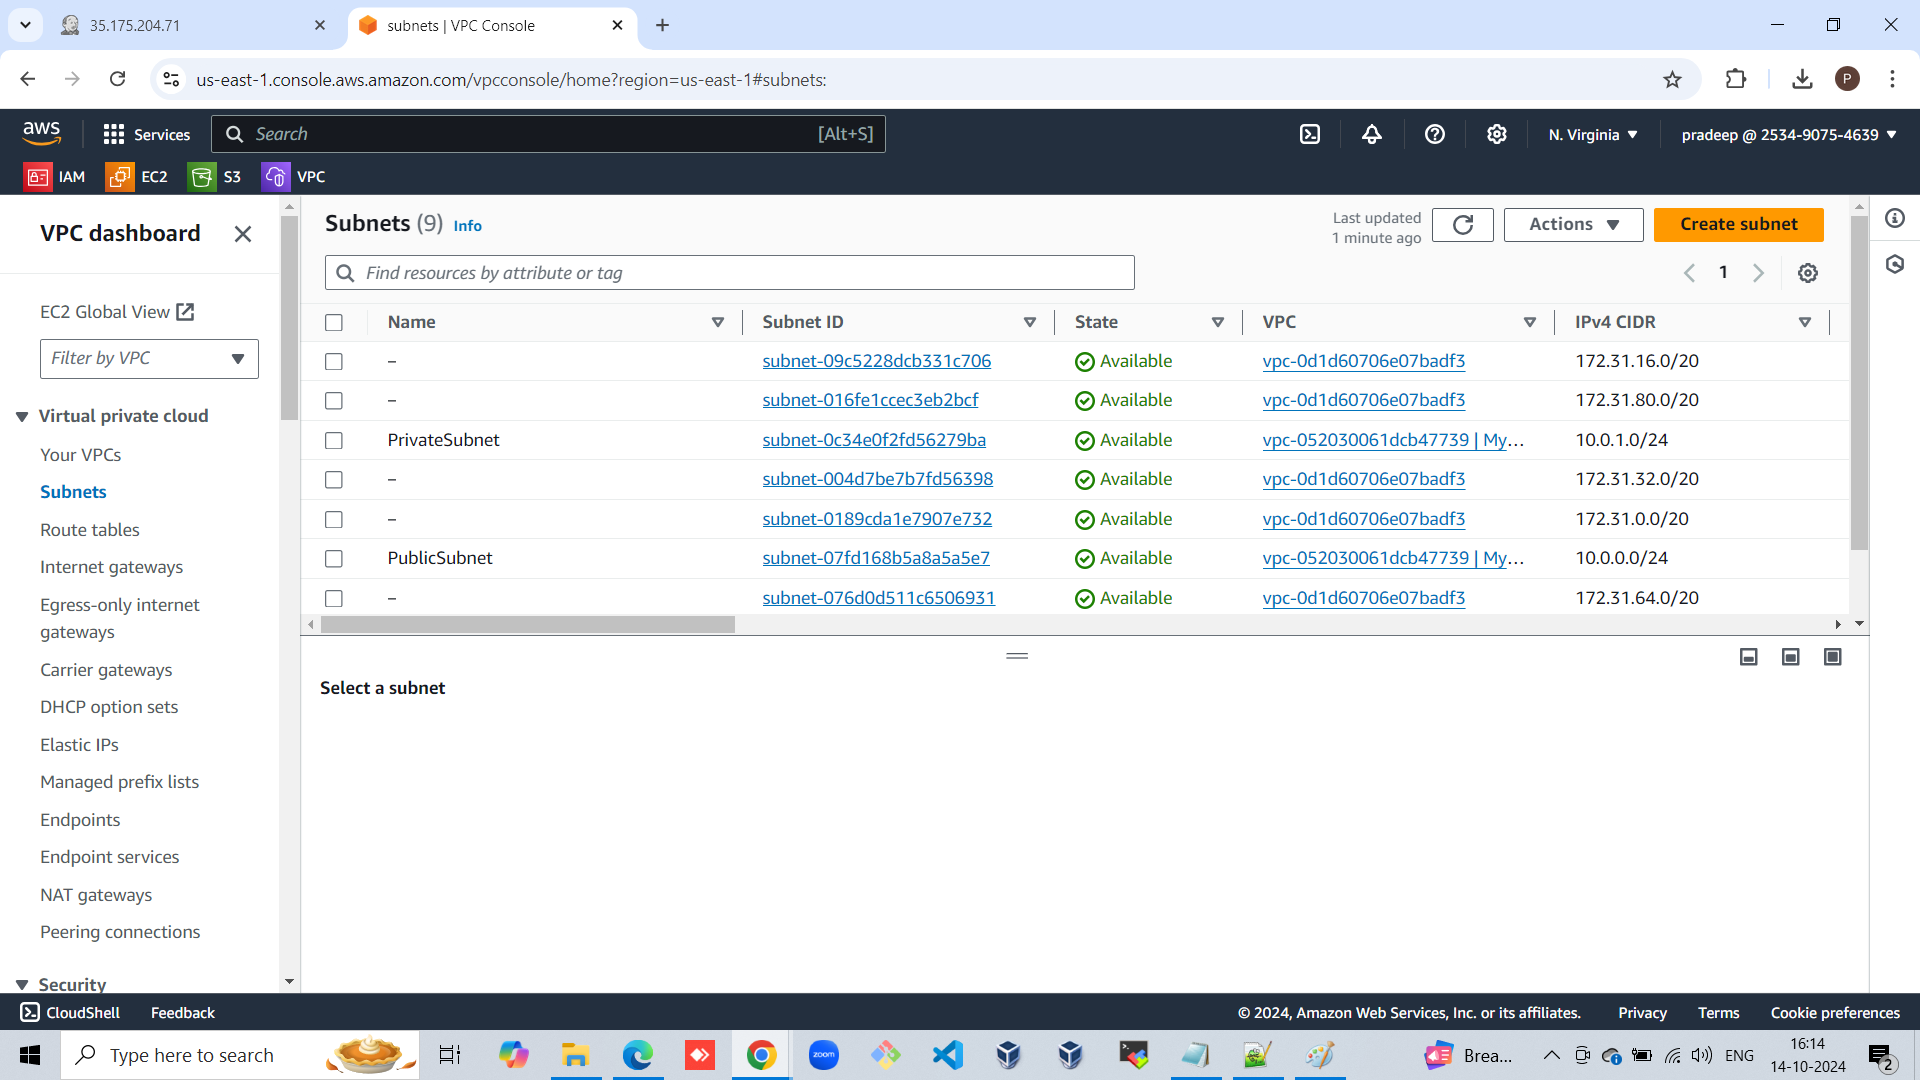 35.175.204.71
subnets | VPC Console
us-east-1.console.aws.amazon.com/vpcconsole/home?region=us-east-1#subnets:
P
aws
Services
Search
[Alt+S]
N. Virginia
pradeep @ 2534-9075-4639
IAM
EC2
S3
VPC
VPC dashboard
EC2 Global View
Filter by VPC
Virtual private cloud
Your VPCs
Subnets
Route tables
Internet gateways
Egress-only internet
gateways
Carrier gateways
DHCP option sets
Elastic IPs
Managed prefix lists
Endpoints
Endpoint services
NAT gateways
Peering connections
Security
Subnets (9) Info
Last updated
1 minute ago
Actions
Create subnet
Find resources by attribute or tag
1
Name Subnet ID State VPC IPv4 CIDR
– subnet-09c5228dcb331c706 Available vpc-0d1d60706e07badf3 172.31.16.0/20
– subnet-016fe1ccec3eb2bcf Available vpc-0d1d60706e07badf3 172.31.80.0/20
PrivateSubnet subnet-0c34e0f2fd56279ba Available vpc-052030061dcb47739 | My... 10.0.1.0/24
– subnet-004d7be7b7fd56398 Available vpc-0d1d60706e07badf3 172.31.32.0/20
– subnet-0189cda1e7907e732 Available vpc-0d1d60706e07badf3 172.31.0.0/20
PublicSubnet subnet-07fd168b5a8a5a5e7 Available vpc-052030061dcb47739 | My... 10.0.0.0/24
– subnet-076d0d511c6506931 Available vpc-0d1d60706e07badf3 172.31.64.0/20
Select a subnet
CloudShell
Feedback
© 2024, Amazon Web Services, Inc. or its affiliates.
Privacy
Terms
Cookie preferences
Type here to search
zoom
Brea...
ENG
16:14
14-10-2024
2